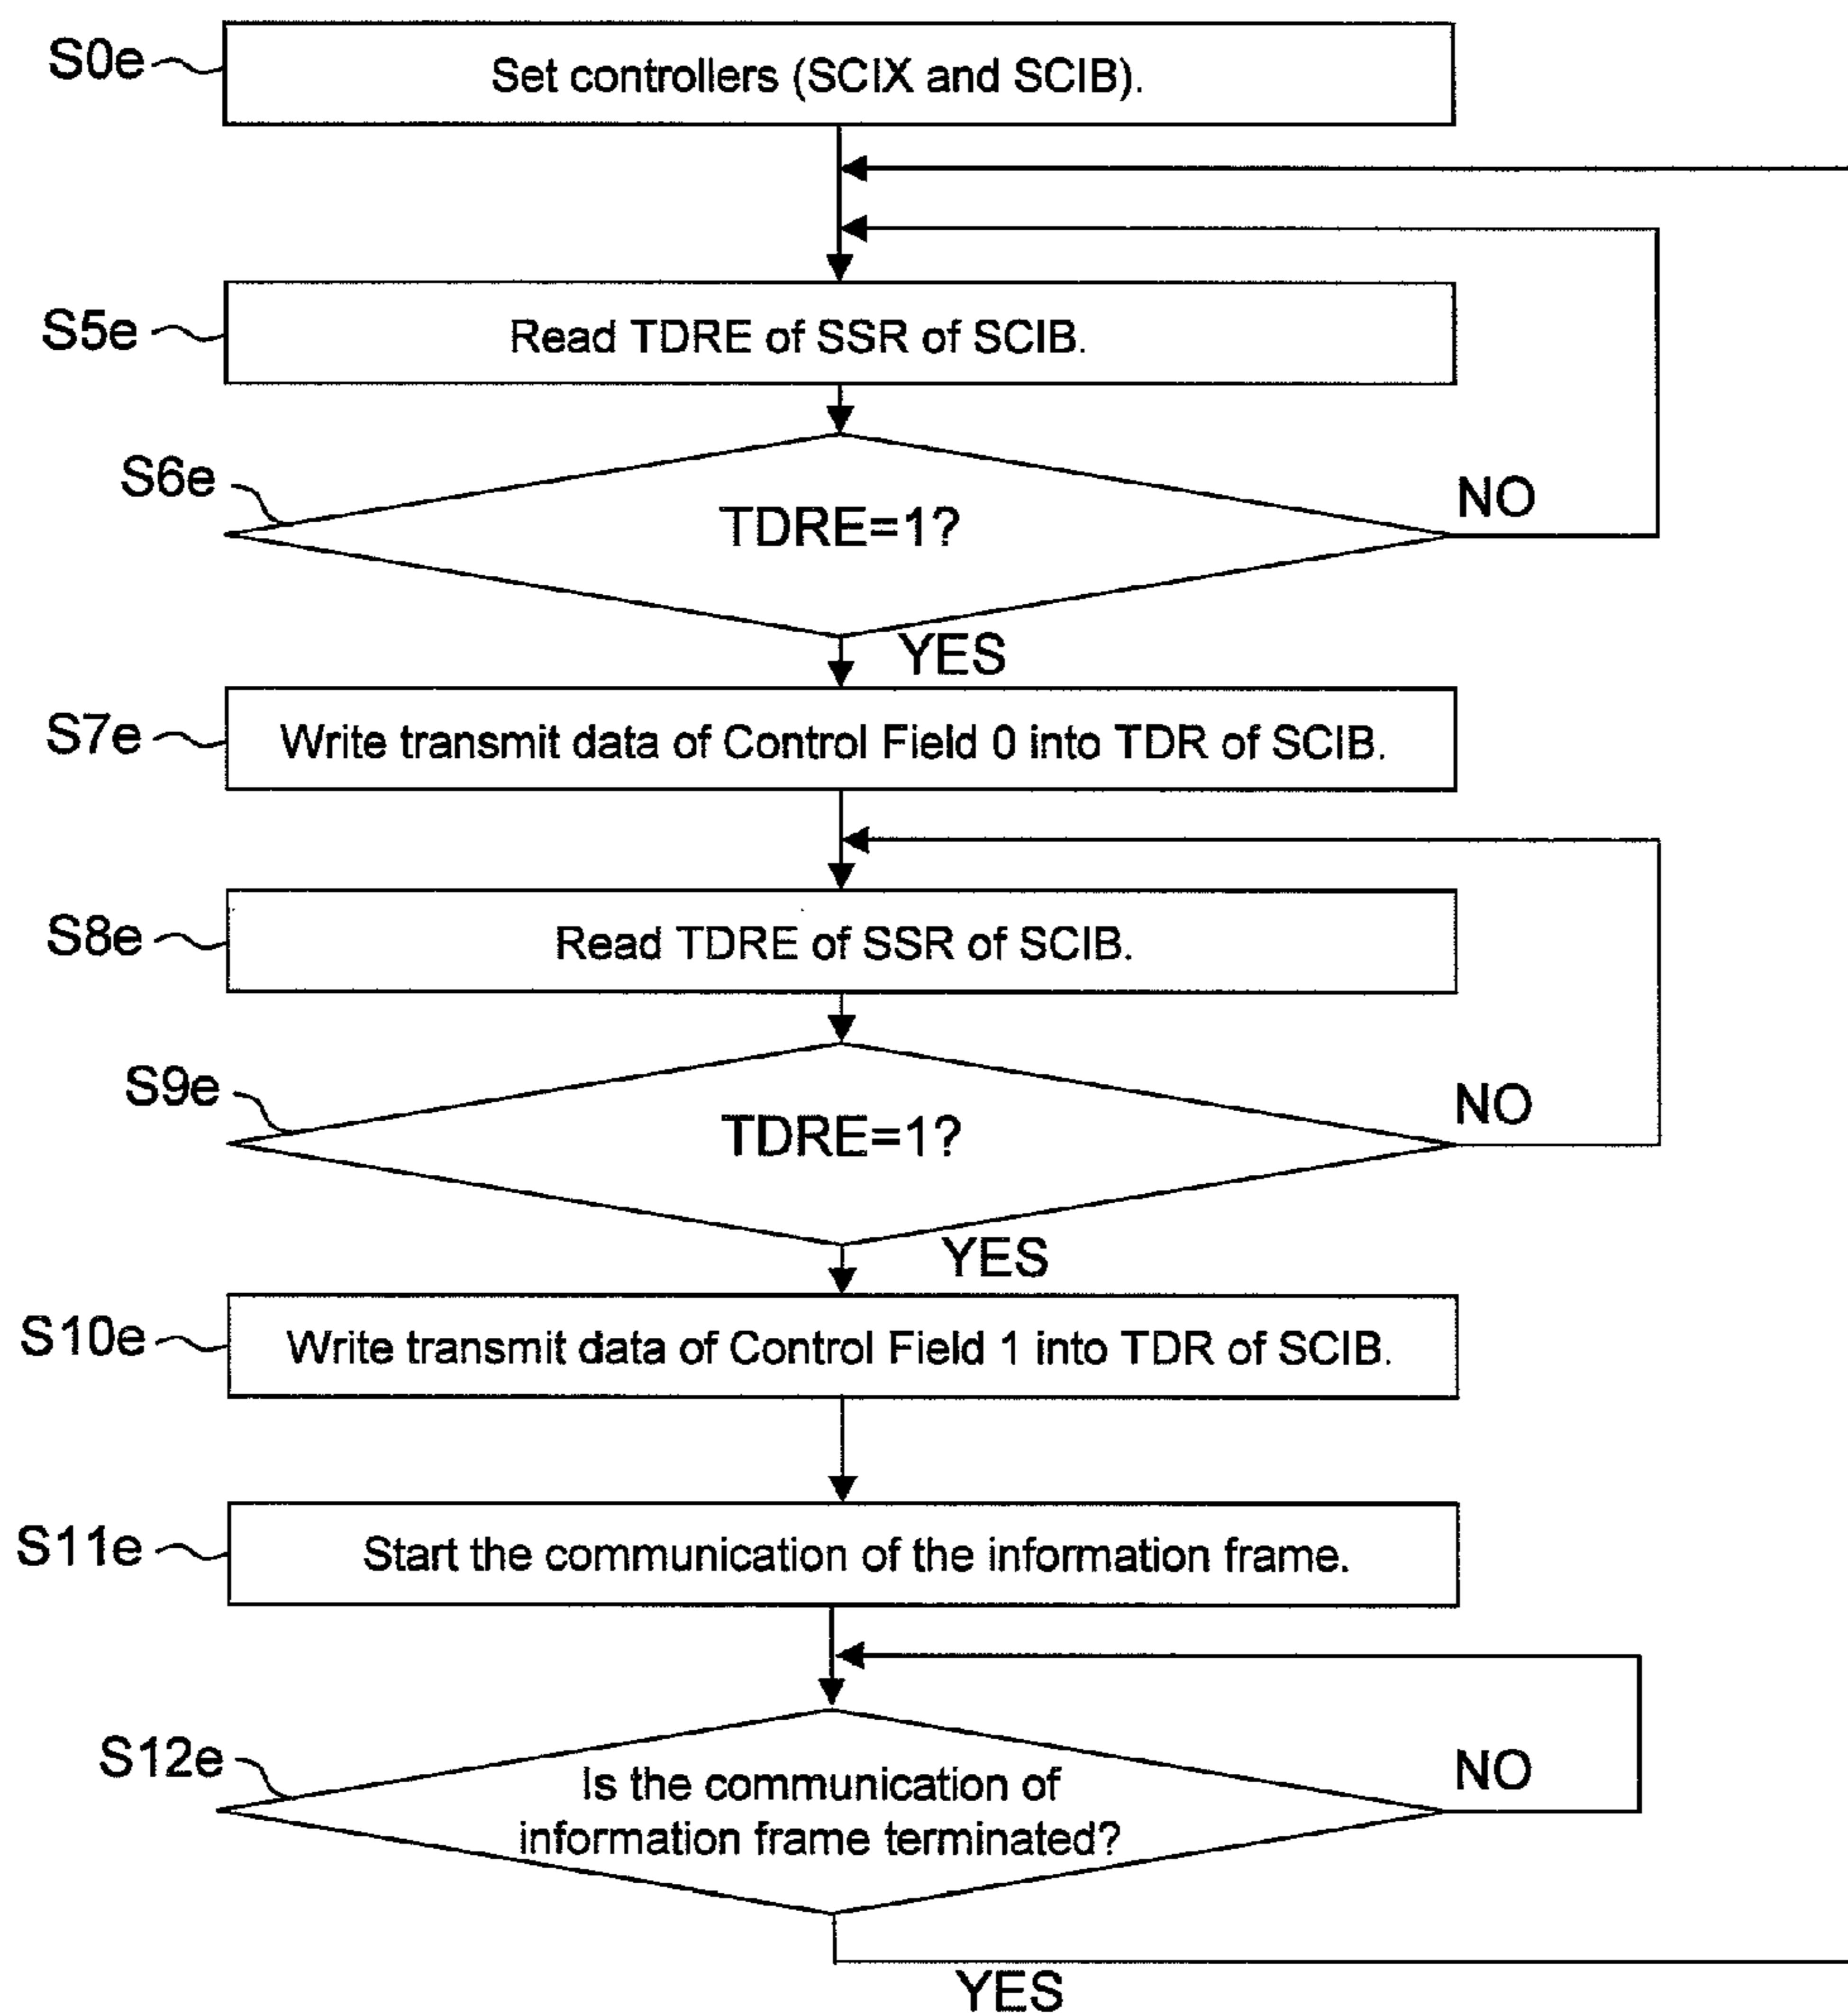 S0e
Set controllers (SCIX and SCIB).
S5e
Read TDRE of SSR of SCIB.
S6e
TDRE=1?
NO
YES
S7e
Write transmit data of Control Field 0 into TDR of SCIB.
S8e
Read TDRE of SSR of SCIB.
S9e
TDRE=1?
NO
YES
S10e
Write transmit data of Control Field 1 into TDR of SCIB.
S11e
Start the communication of the information frame.
S12e
Is the communication of
information frame terminated?
NO
YES